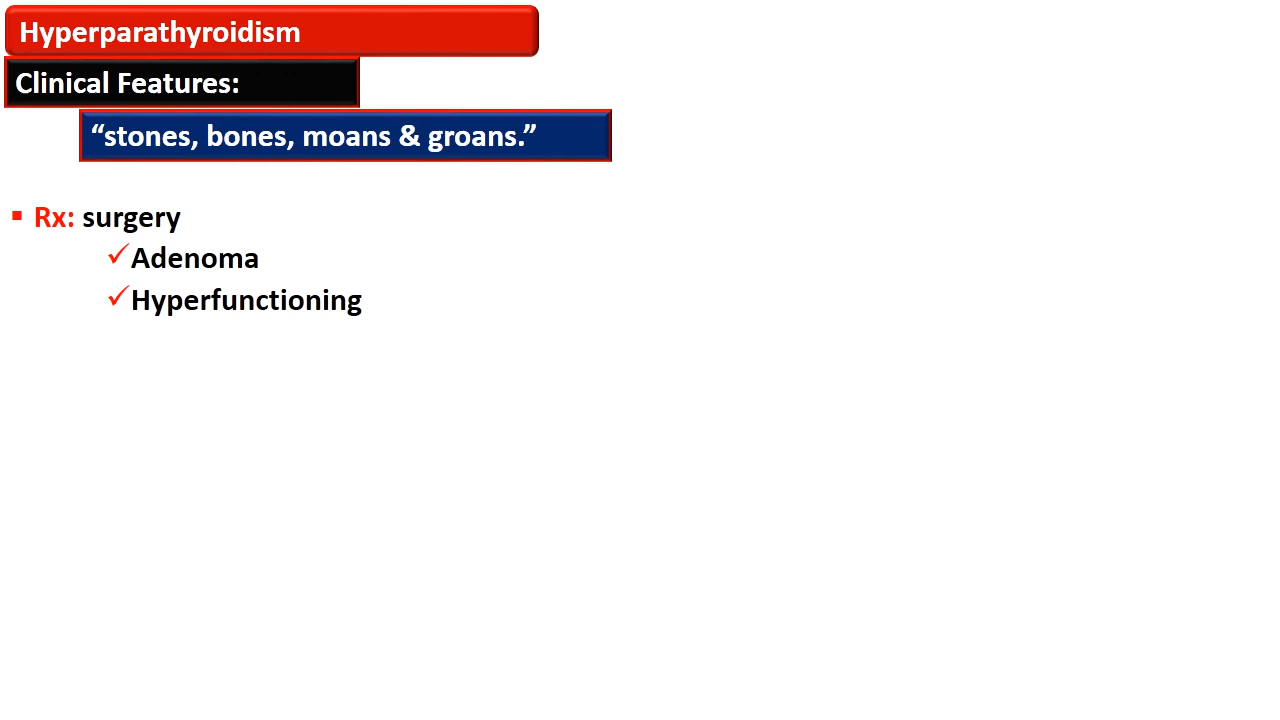 Hyperparathyroidism
Clinical Features:
“stones, bones, moans & groans.”
Rx: surgery
Adenoma
Hyperfunctioning